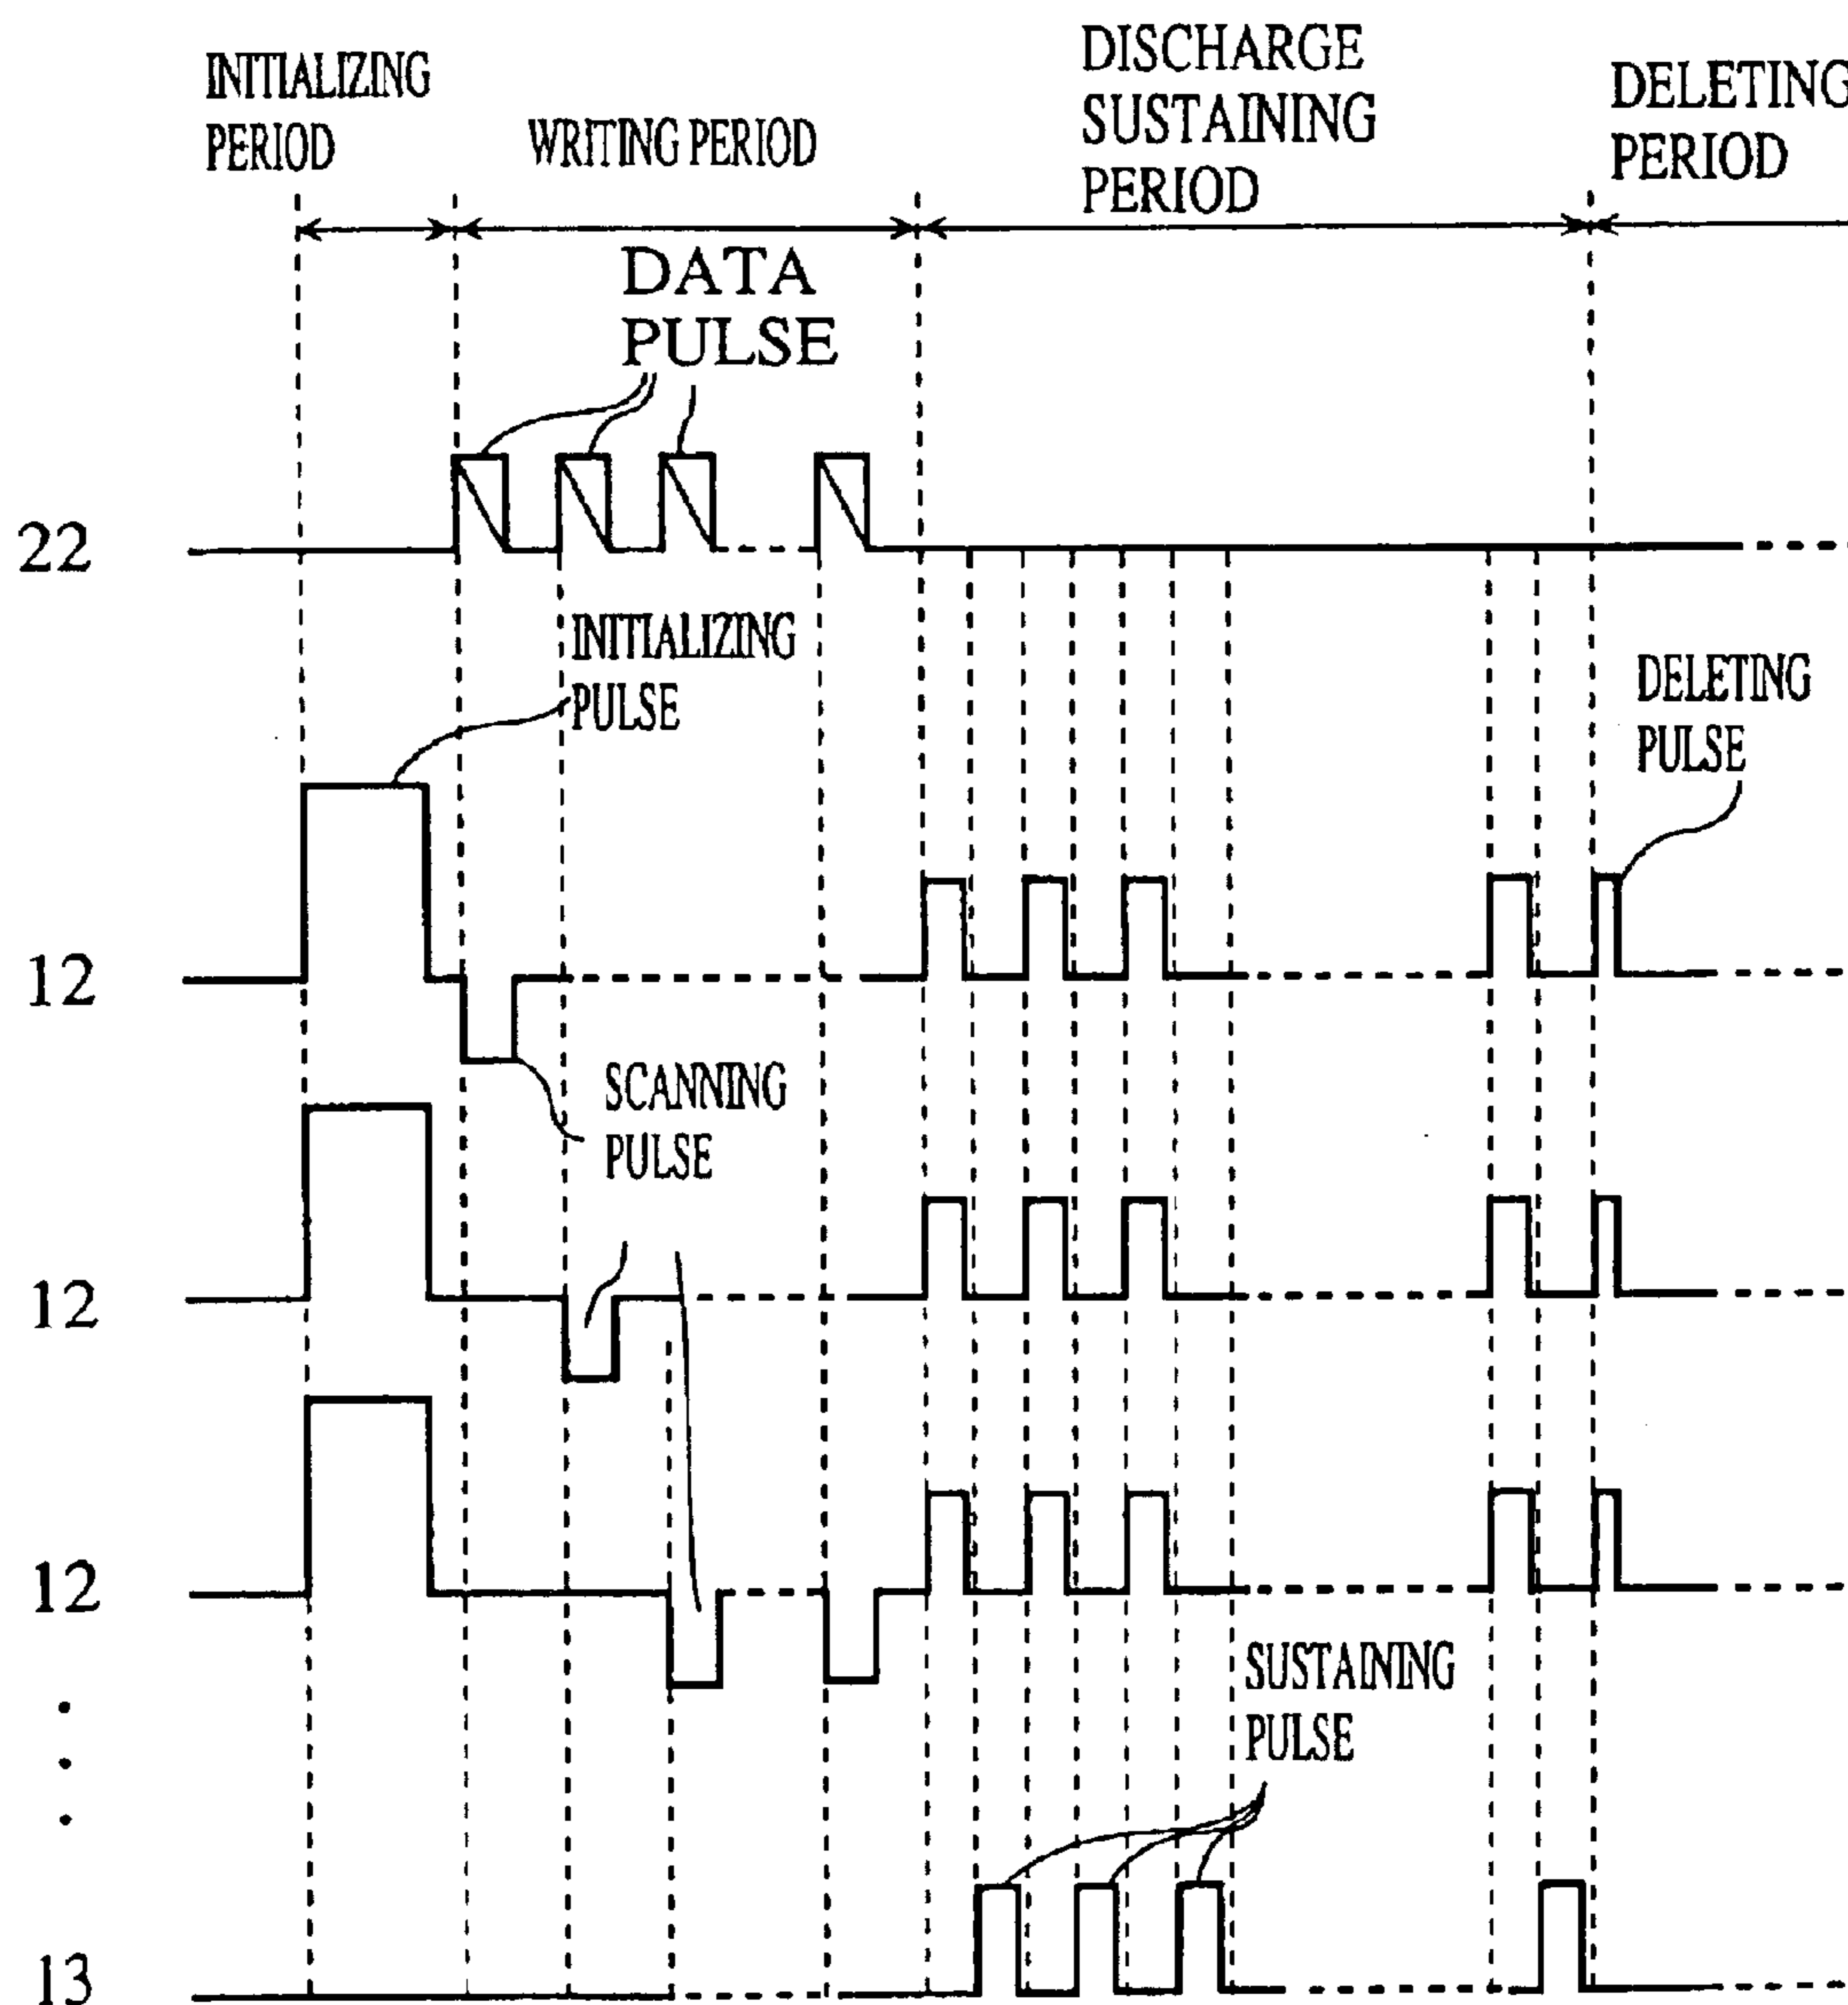 INITIALIZING
PERIOD
WRITING PERIOD
DISCHARGE
SUSTAINING
PERIOD
DELETING
PERIOD
DATA
PULSE
22
INITIALIZING
PULSE
DELETING
PULSE
12
SCANNING
PULSE
12
12
SUSTAINING
PULSE
13